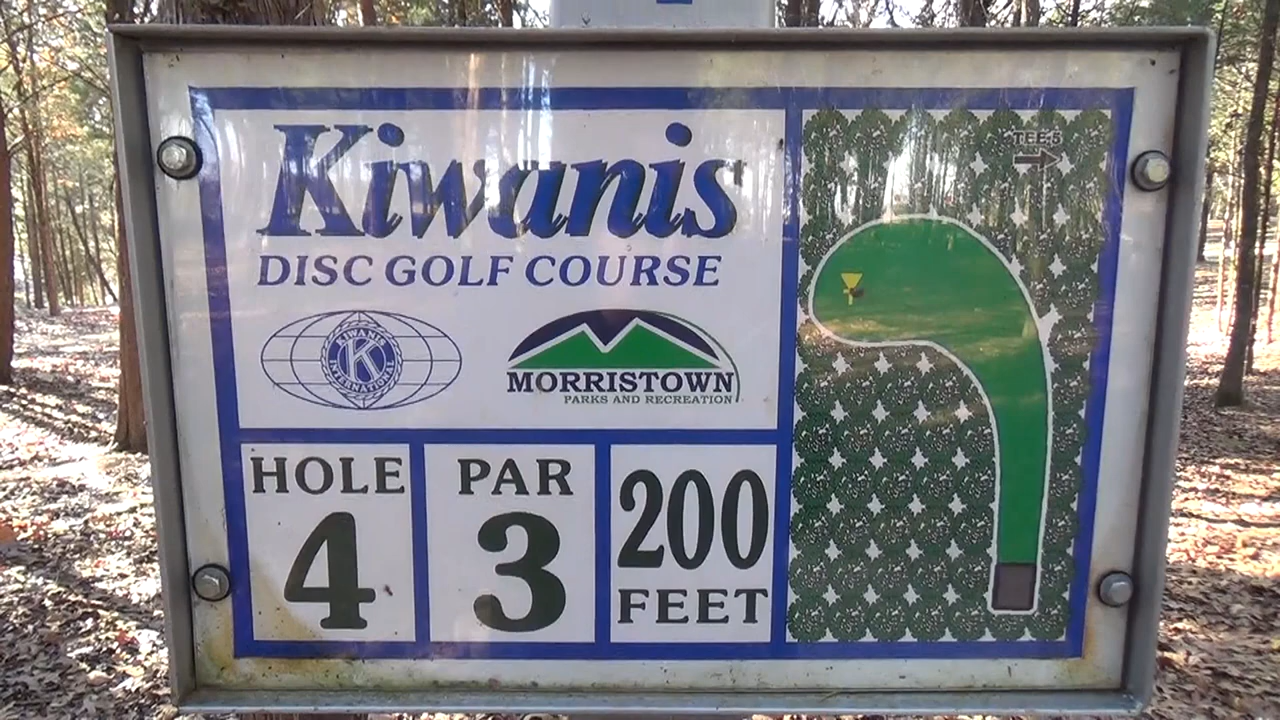 Kiwanis
DISC GOLF COURSE
KIWANIS
K
INTERNATIONAL
MORRISTOWN
PARKS AND RECREATION
HOLE
4
PAR
3
200
FEET
TEE 5